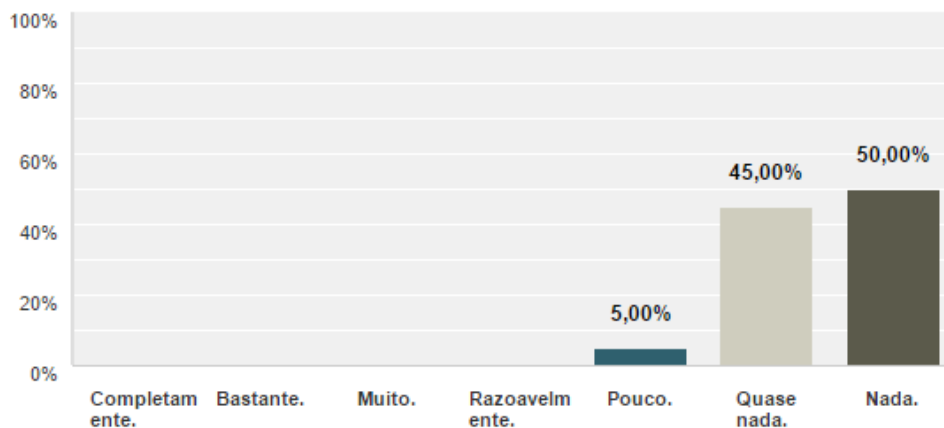 100%
80%
60%
40%
20%
0%
5,00%
45,00%
50,00%
Completam
ente.
Bastante.
Muito.
Razoavelm
ente.
Pouco.
Quase
nada.
Nada.